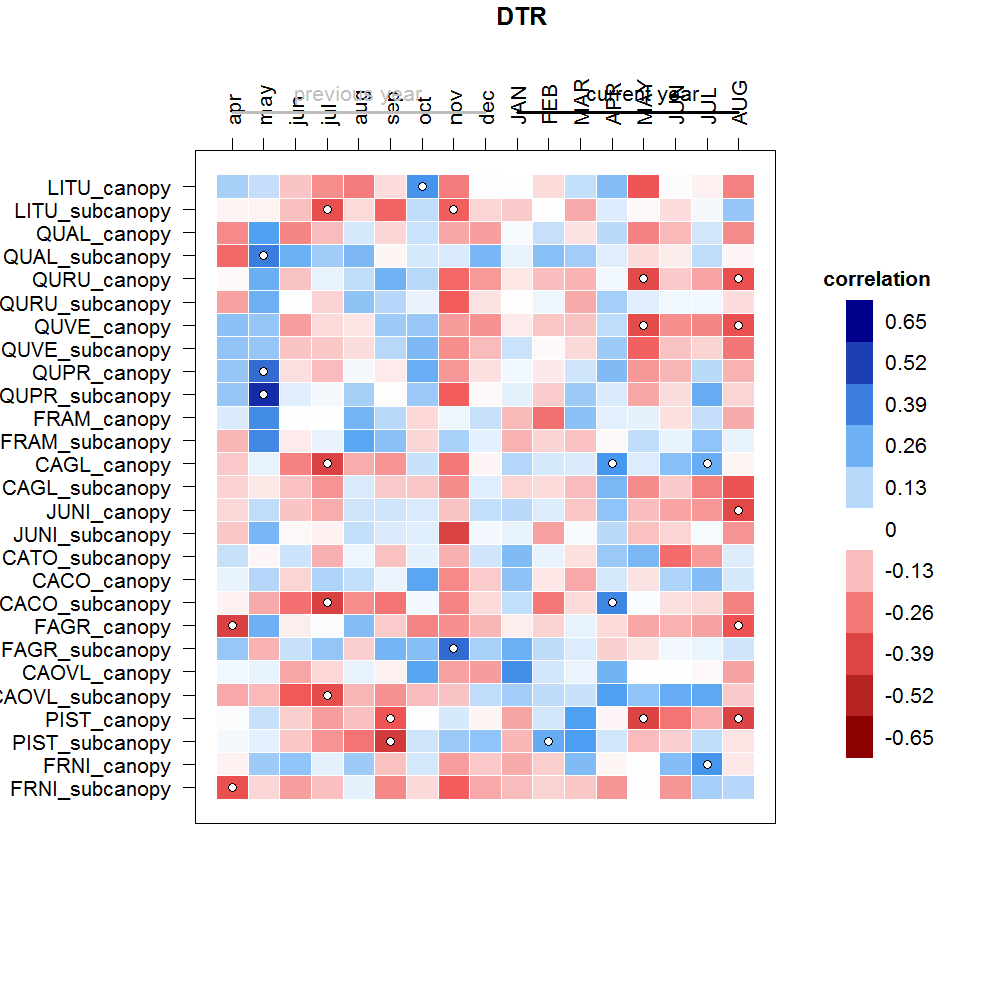 DTR
previous year
current year
apr
may
jun
jul
aug
sep
oct
nov
dec
JAN
FEB
MAR
APR
MAY
JUN
JUL
AUG
LITU_canopy
LITU_subcanopy
QUAL_canopy
QUAL_subcanopy
QURU_canopy
QURU_subcanopy
QUVE_canopy
QUVE_subcanopy
QUPR_canopy
QUPR_subcanopy
FRAM_canopy
FRAM_subcanopy
CAGL_canopy
CAGL_subcanopy
JUNI_canopy
JUNI_subcanopy
CATO_subcanopy
CACO_canopy
CACO_subcanopy
FAGR_canopy
FAGR_subcanopy
CAOVL_canopy
CAOVL_subcanopy
PIST_canopy
PIST_subcanopy
FRNI_canopy
FRNI_subcanopy
correlation
0.65
0.52
0.39
0.26
0.13
0
-0.13
-0.26
-0.39
-0.52
-0.65